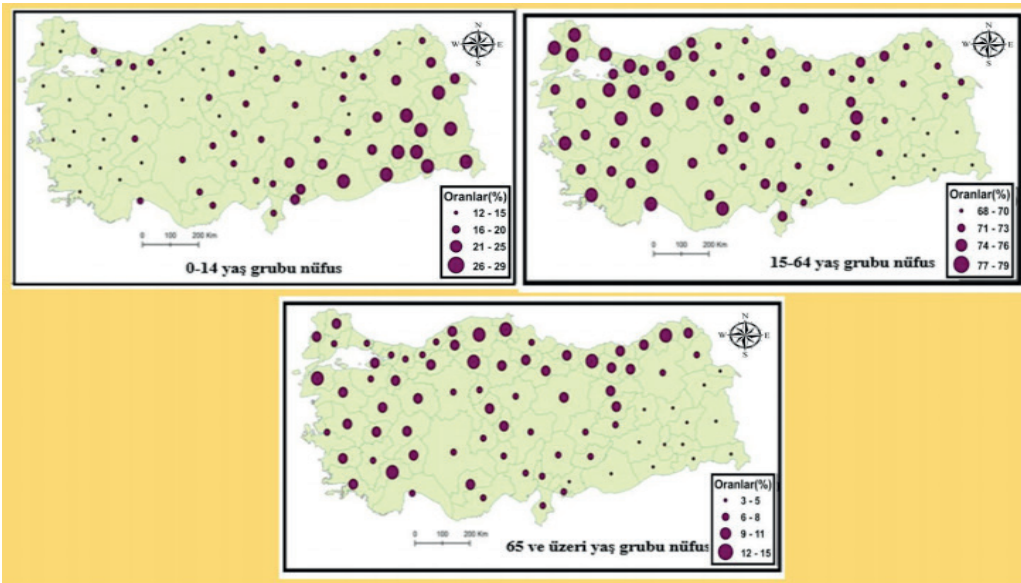 N
W E
S
Oranlar(%)
12 - 15
16 - 20
21 - 25
26 - 29
0 100 200 Km
0-14 yaş grubu nüfus
N
W E
S
Oranlar(%)
68 - 70
71 - 73
74 - 76
77 - 79
0 100 200 Km
15-64 yaş grubu nüfus
N
W E
S
Oranlar(%)
3 - 5
6 - 8
9 - 11
12 - 15
0 100 200 Km
65 ve üzeri yaş grubu nüfus